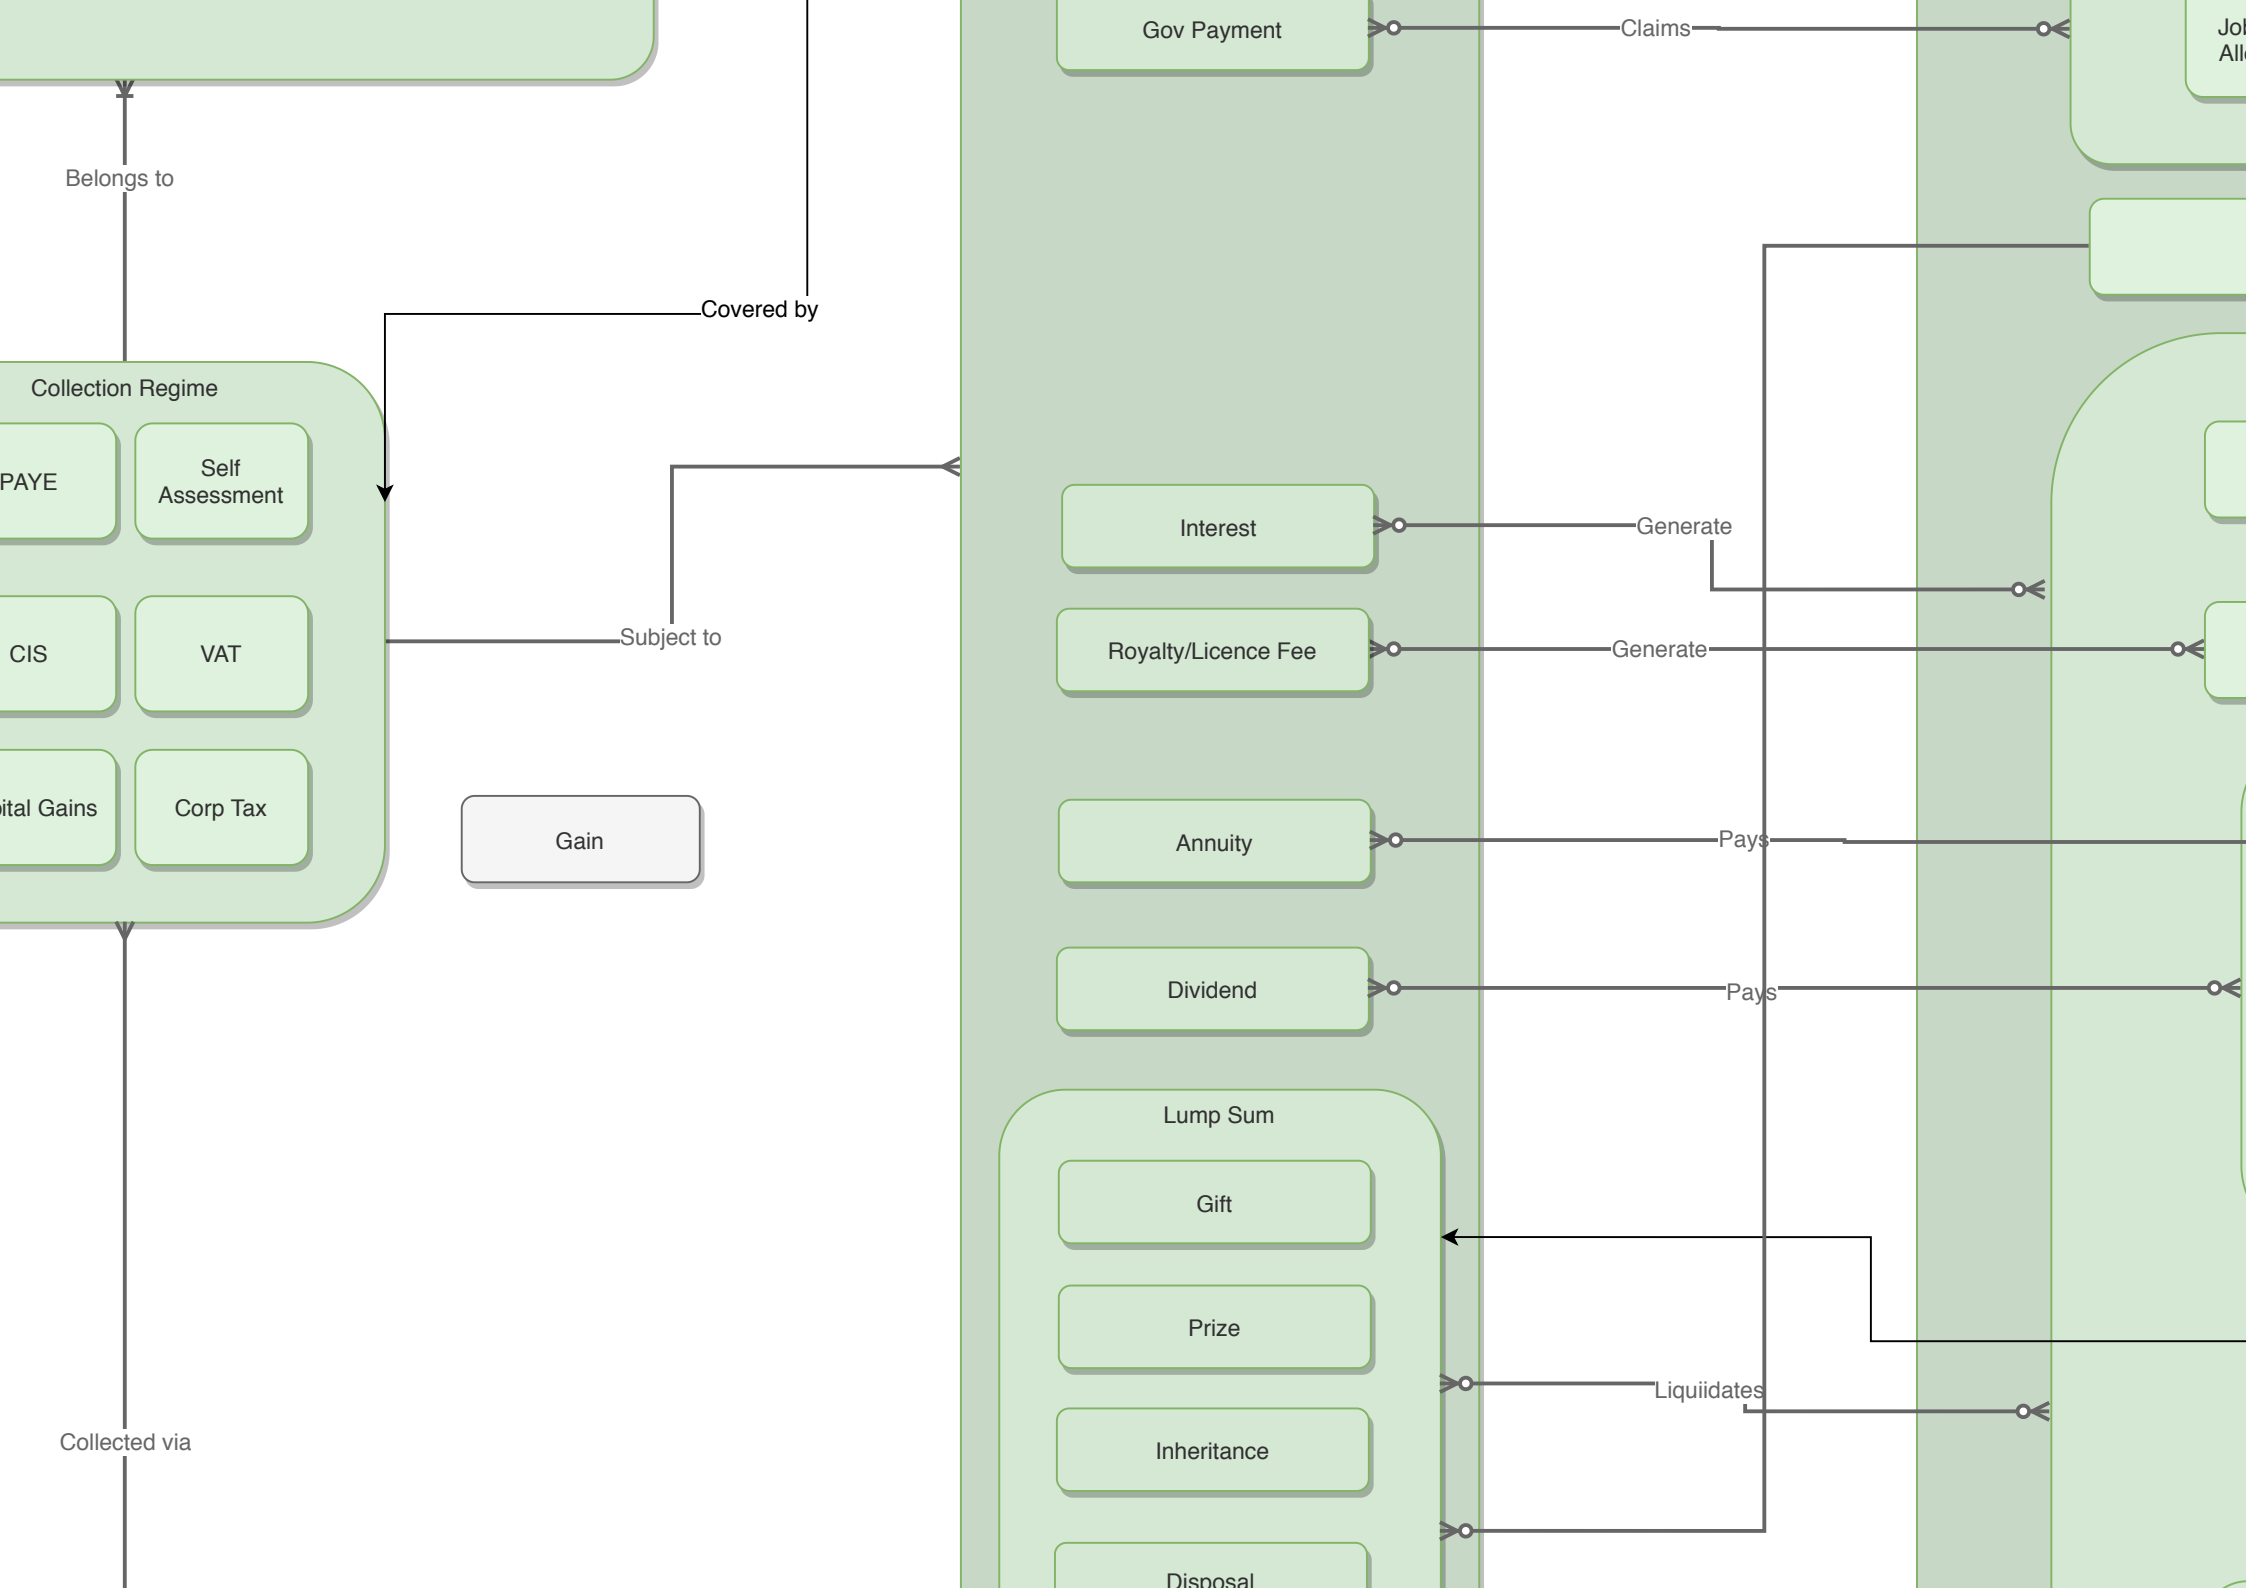 Gov Payment
Claims
Belongs to
Covered by
Collection Regime
PAYE
Self
Assessment
CIS
VAT
Gains
Corp Tax
Subject to
Gain
Collected via
Interest
Generate
Royalty/Licence Fee
Generate
Annuity
Pays
Dividend
Pays
Lump Sum
Gift
Prize
Liquiidates
Inheritance
Disposal